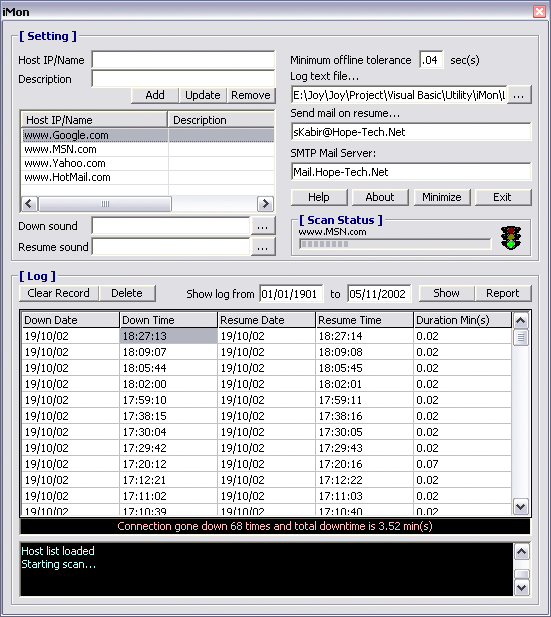 iMon
[ Setting ]
Host IP/Name
Description
Add Update Remove
Host IP/Name Description
www.Google.com
www.MSN.com
www.Yahoo.com
www.HotMail.com
Down sound ...
Resume sound ...
Minimum offline tolerance .04 sec(s)
Log text file...
E:\Joy\Joy\Project\Visual Basic\Utility\iMon\L ...
Send mail on resume...
sKabir@Hope-Tech.Net
SMTP Mail Server:
Mail.Hope-Tech.Net
Help About Minimize Exit
[ Scan Status ]
www.MSN.com
[ Log ]
Clear Record Delete Show log from 01/01/1901 to 05/11/2002 Show Report
Down Date Down Time Resume Date Resume Time Duration Min(s)
19/10/02 18:27:13 19/10/02 18:27:14 0.02
19/10/02 18:09:07 19/10/02 18:09:08 0.02
19/10/02 18:05:44 19/10/02 18:05:45 0.02
19/10/02 18:02:00 19/10/02 18:02:01 0.02
19/10/02 17:59:10 19/10/02 17:59:11 0.02
19/10/02 17:38:15 19/10/02 17:38:16 0.02
19/10/02 17:30:04 19/10/02 17:30:05 0.02
19/10/02 17:29:42 19/10/02 17:29:43 0.02
19/10/02 17:20:12 19/10/02 17:20:16 0.07
19/10/02 17:12:21 19/10/02 17:12:22 0.02
19/10/02 17:11:02 19/10/02 17:11:03 0.02
19/10/02 17:10:39 19/10/02 17:10:40 0.02
Connection gone down 68 times and total downtime is 3.52 min(s)
Host list loaded
Starting scan...